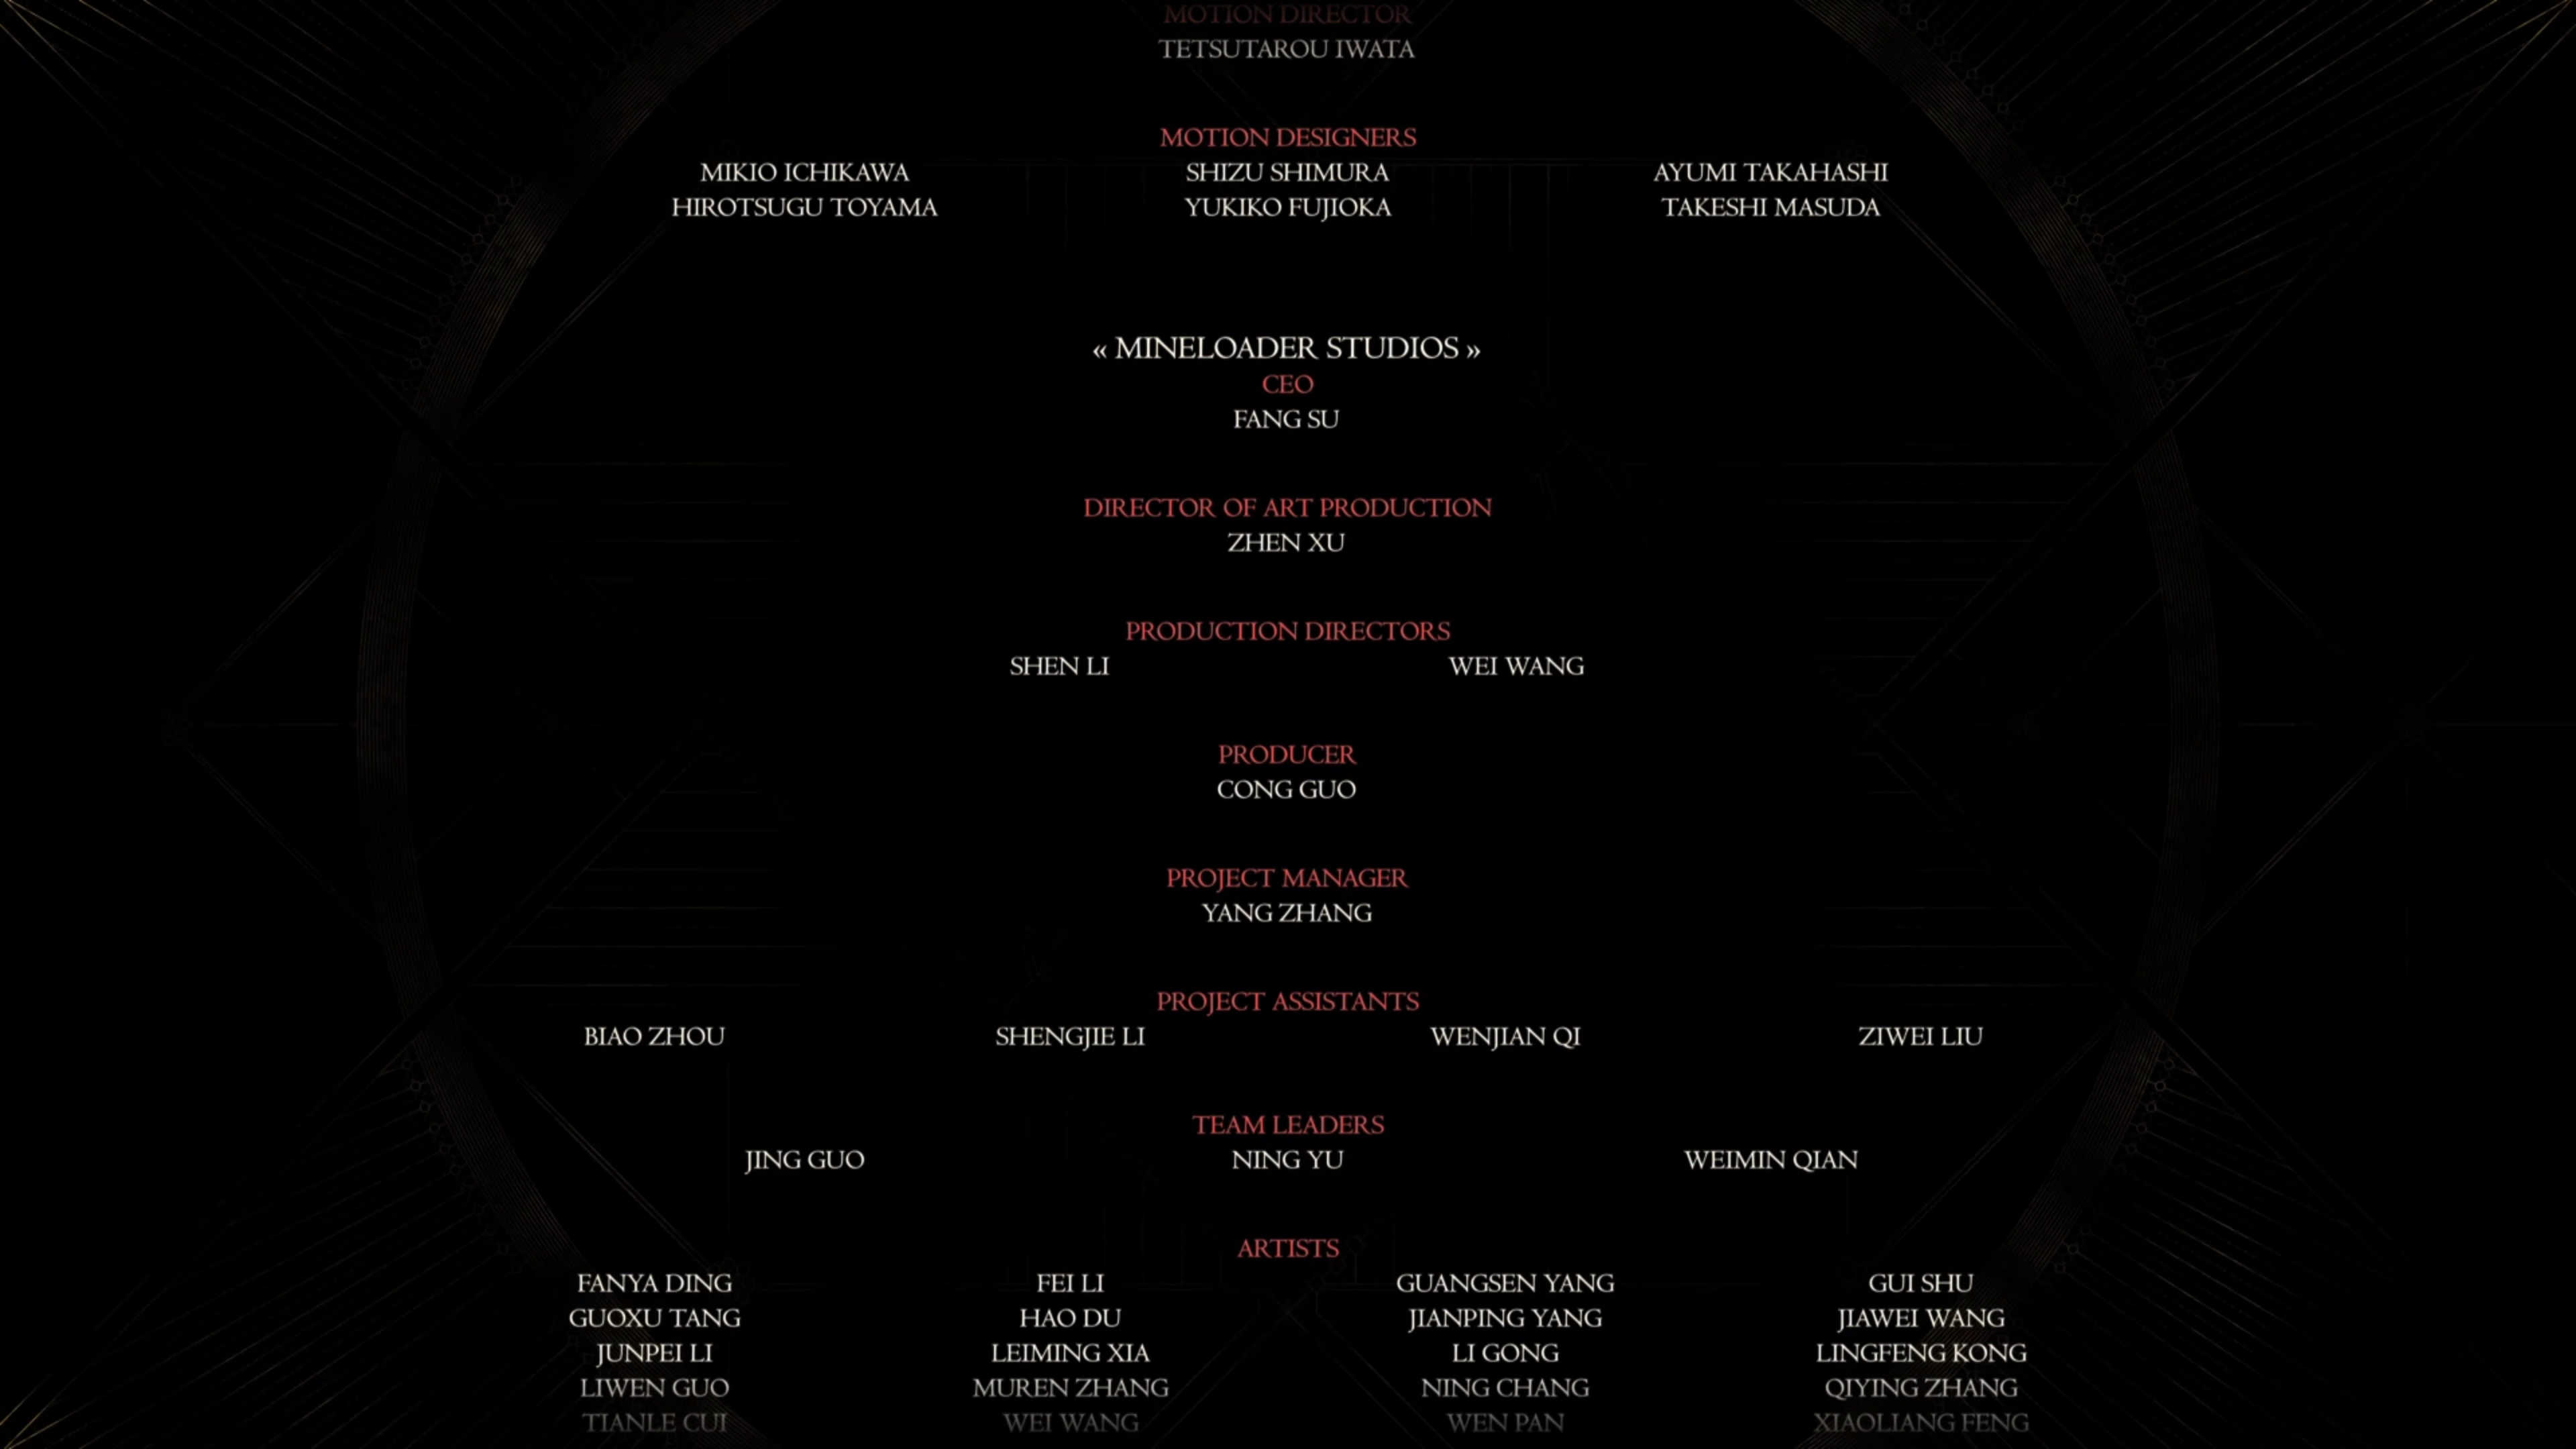 MOTION DIRECTOR
TETSUTAROU IWATA
MOTION DESIGNERS
MIKIO ICHIKAWA SHIZU SHIMURA AYUMI TAKAHASHI
HIROTSUGU TOYAMA YUKIKO FUJIOKA TAKESHI MASUDA
« MINELOADER STUDIOS »
CEO
FANG SU
DIRECTOR OF ART PRODUCTION
ZHEN XU
PRODUCTION DIRECTORS
SHEN LI WEI WANG
PRODUCER
CONG GUO
PROJECT MANAGER
YANG ZHANG
PROJECT ASSISTANTS
BIAO ZHOU SHENGJIE LI WENJIAN QI ZIWEI LIU
TEAM LEADERS
JING GUO NING YU WEIMIN QIAN
ARTISTS
FANYA DING FEI LI GUANGSEN YANG GUI SHU
GUOXU TANG HAO DU JIANPING YANG JIAWEI WANG
JUNPEI LI LEIMING XIA LI GONG LINGFENG KONG
LIWEN GUO MUREN ZHANG NING CHANG QIYING ZHANG
TIANLE CUI WEI WANG WEN PAN XIAOLIANG FENG